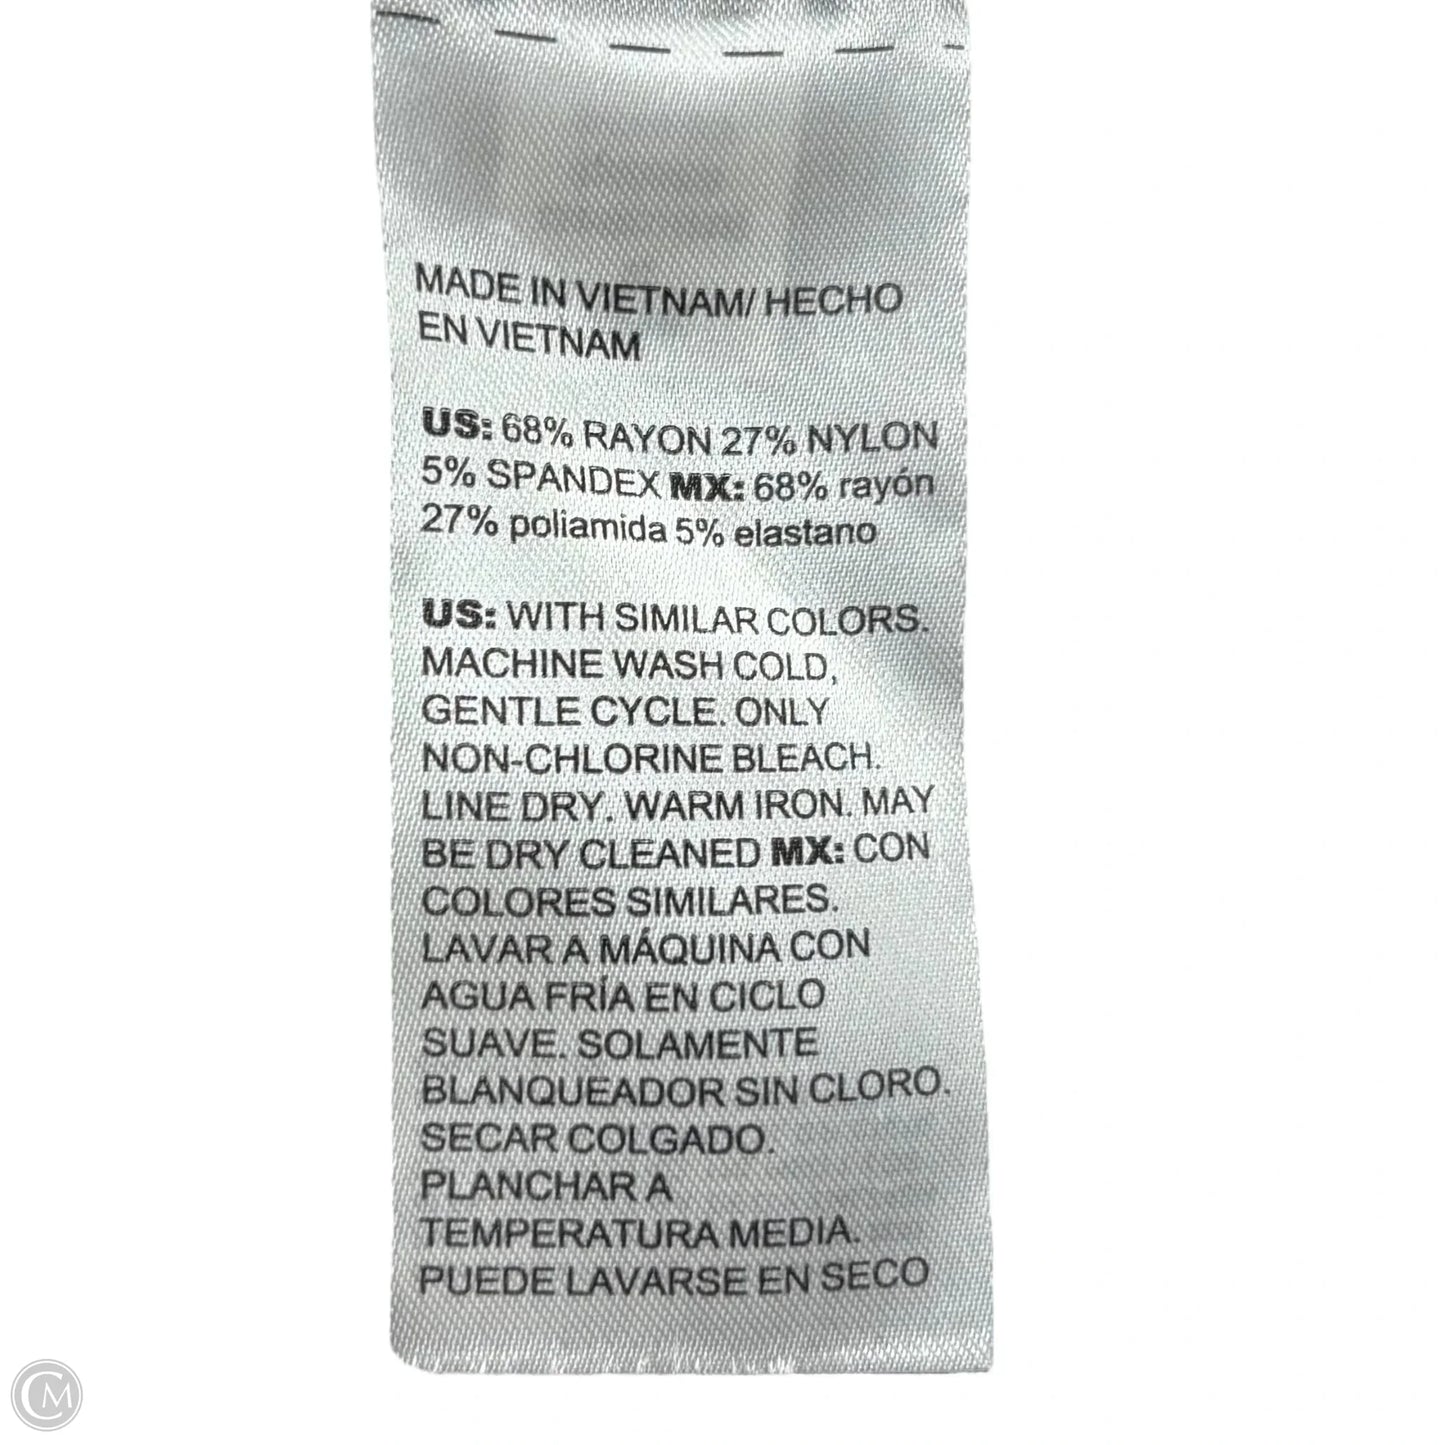 MADE IN VIETNAM/ HECHO
EN VIETNAM
US: 68% RAYON 27% NYLON
5% SPANDEX MX: 68% rayón
27% poliamida 5% elastano
US: WITH SIMILAR COLORS.
MACHINE WASH COLD,
GENTLE CYCLE. ONLY
NON-CHLORINE BLEACH.
LINE DRY. WARM IRON. MAY
BE DRY CLEANED MX: CON
COLORES SIMILARES.
LAVAR A MÁQUINA CON
AGUA FRÍA EN CICLO
SUAVE. SOLAMENTE
BLANQUEADOR SIN CLORO.
SECAR COLGADO.
PLANCHAR A
TEMPERATURA MEDIA.
PUEDE LAVARSE EN SECO
CM